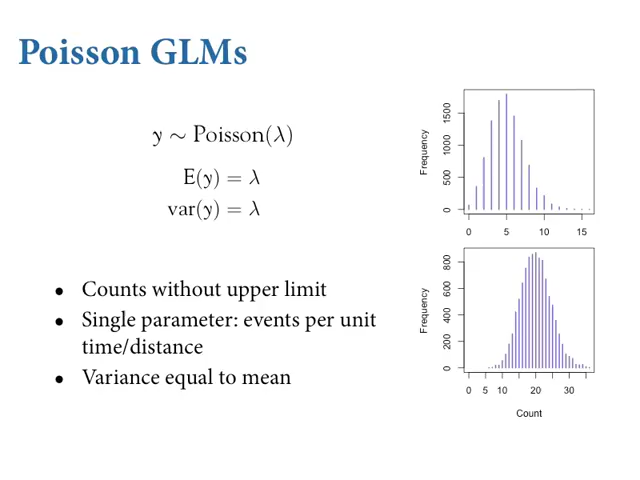 Poisson GLMs
y ∼ Poisson(λ)
E(y) = λ
var(y) = λ
• Counts without upper limit
• Single parameter: events per unit
time/distance
• Variance equal to mean
Frequency
0 500 1000 1500
0 5 10 15
Frequency
0 200 400 600 800
0 5 10 20 30
Count